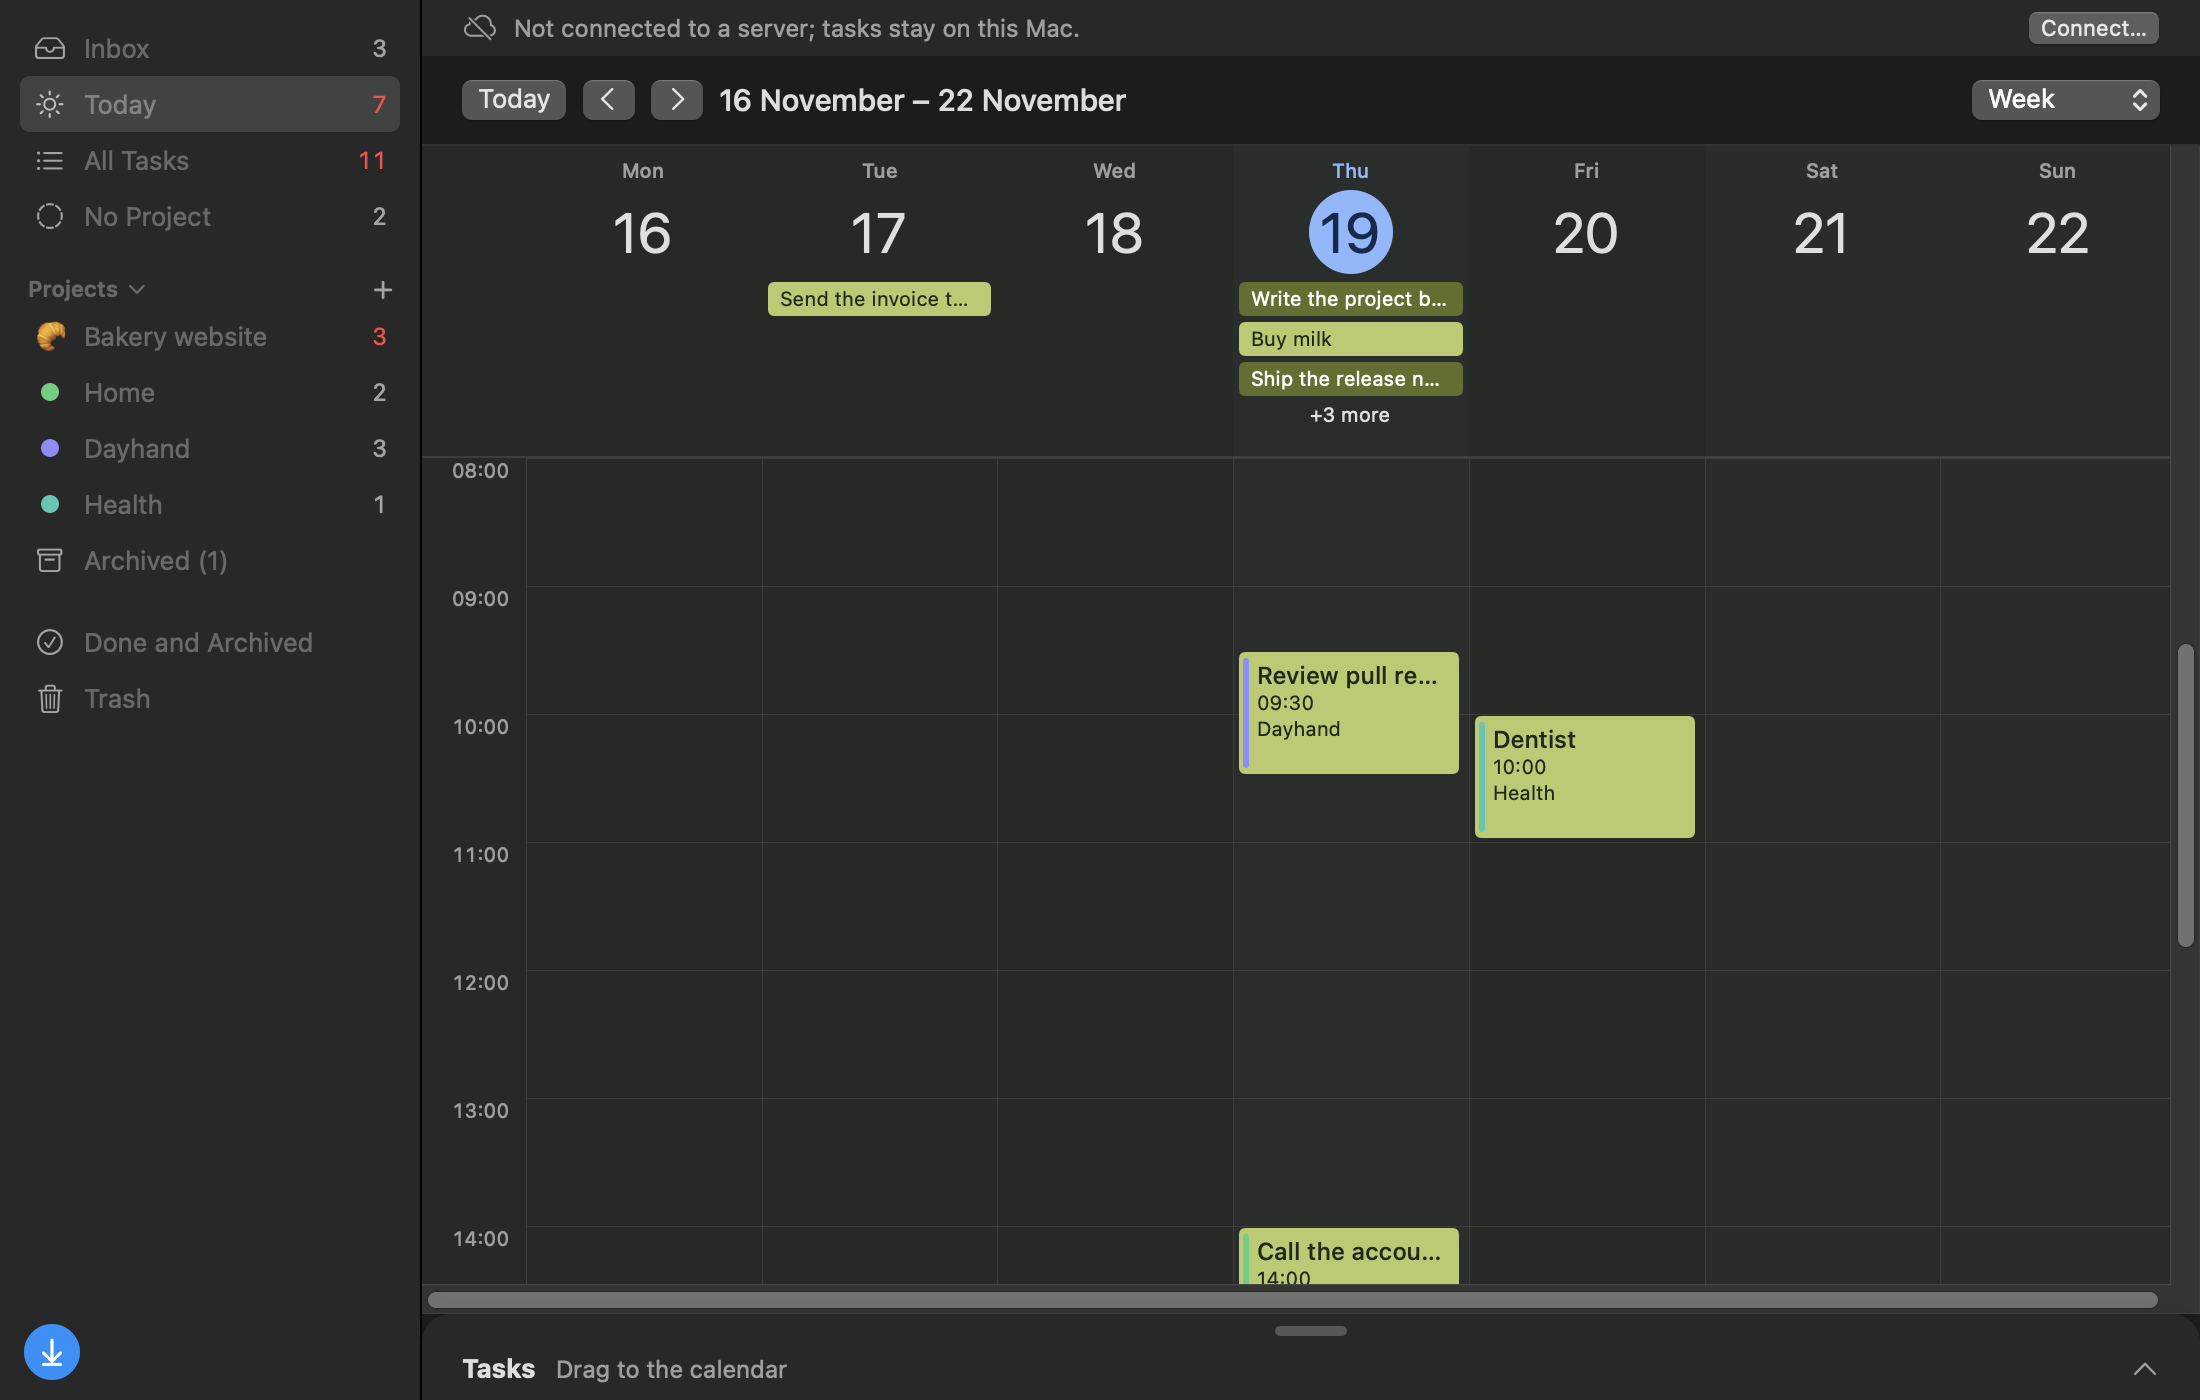 Inbox 3
Today 7
All Tasks 11
No Project 2
Projects
Bakery website 3
Home 2
Dayhand 3
Health 1
Archived (1)
Done and Archived
Trash
Not connected to a server; tasks stay on this Mac.
Connect...
Today
16 November – 22 November
Week
Mon Tue Wed Thu Fri Sat Sun
16 17 18 19 20 21 22
Send the invoice t...
Write the project b...
Buy milk
Ship the release n...
+3 more
08:00
09:00
10:00
11:00
12:00
13:00
14:00
Review pull re...
09:30
Dayhand
Dentist
10:00
Health
Call the accou...
14:00
Tasks Drag to the calendar